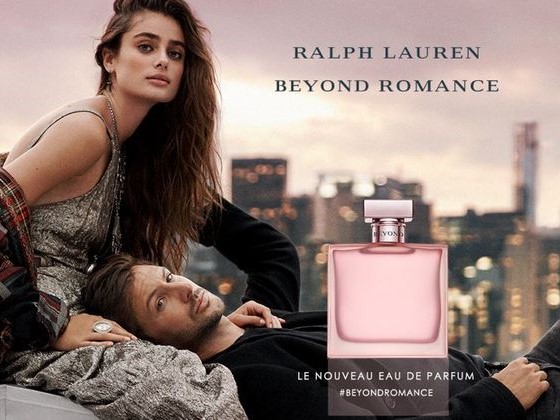 RALPH LAUREN
BEYOND ROMANCE
BEYOND
LE NOUVEAU EAU DE PARFUM
#BEYONDROMANCE